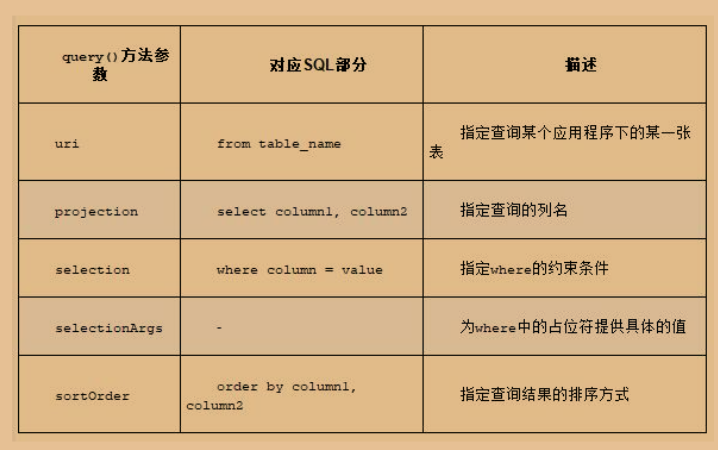 query()方法参
数
对应SQL部分
描述
uri
from table_name
指定查询某个应用程序下的某一张
表
projection
select column1, column2
指定查询的列名
selection
where column = value
指定where的约束条件
selectionArgs
-
为where中的占位符提供具体的值
sortOrder
order by column1,
column2
指定查询结果的排序方式